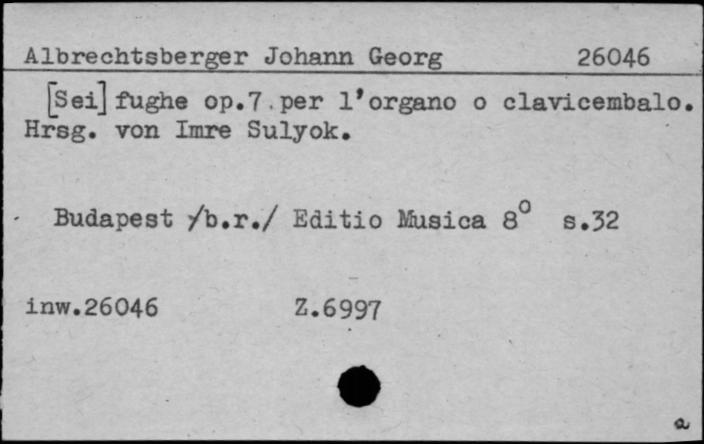 Albrechtsberger Johann Georg 26046
[Sei] fughe op.7. per l'organo o clavicembalo.
Hrsg. von Imre Sulyok.
Budapest /b.r./ Editio Musica 8° s.32
inw.26046 Z.6997
a